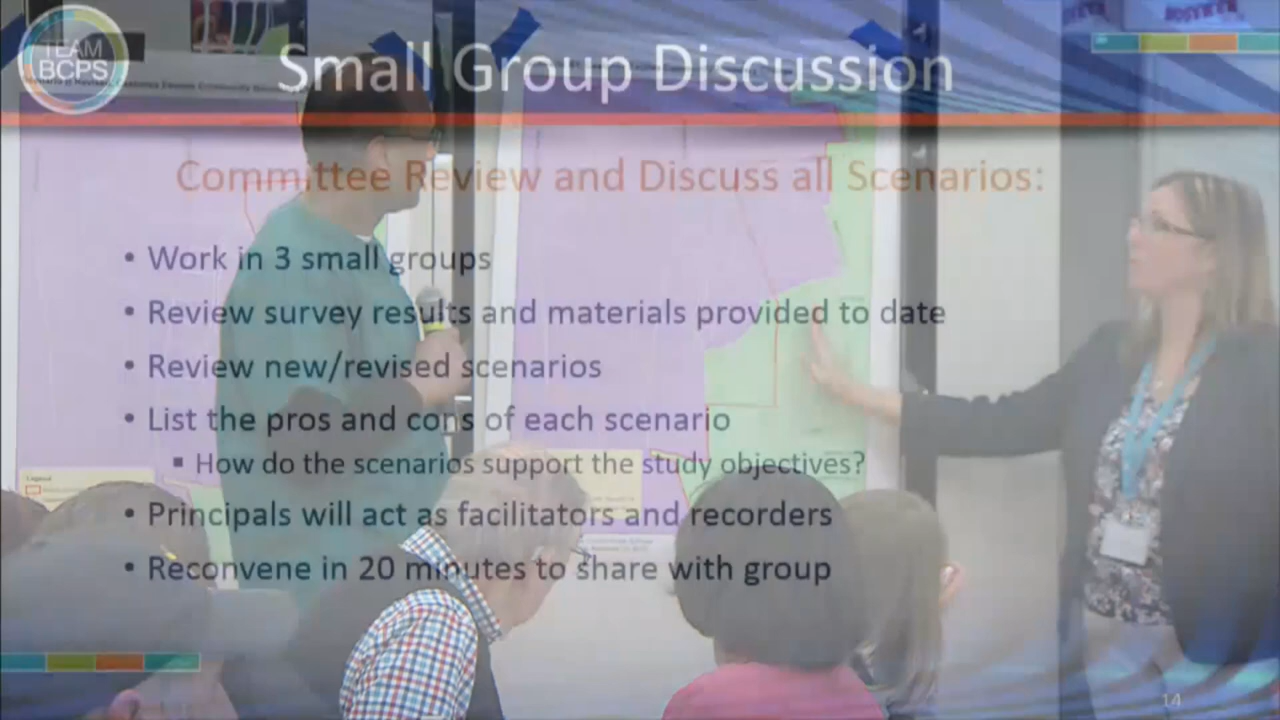 TEAM
BCPS
Small Group Discussion
Committee Review and Discuss all Scenarios:
• Work in 3 small groups
• Review survey results and materials provided to date
• Review new/revised scenarios
• List the pros and cons of each scenario
▪ How do the scenarios support the study objectives?
• Principals will act as facilitators and recorders
• Reconvene in 20 minutes to share with group
14